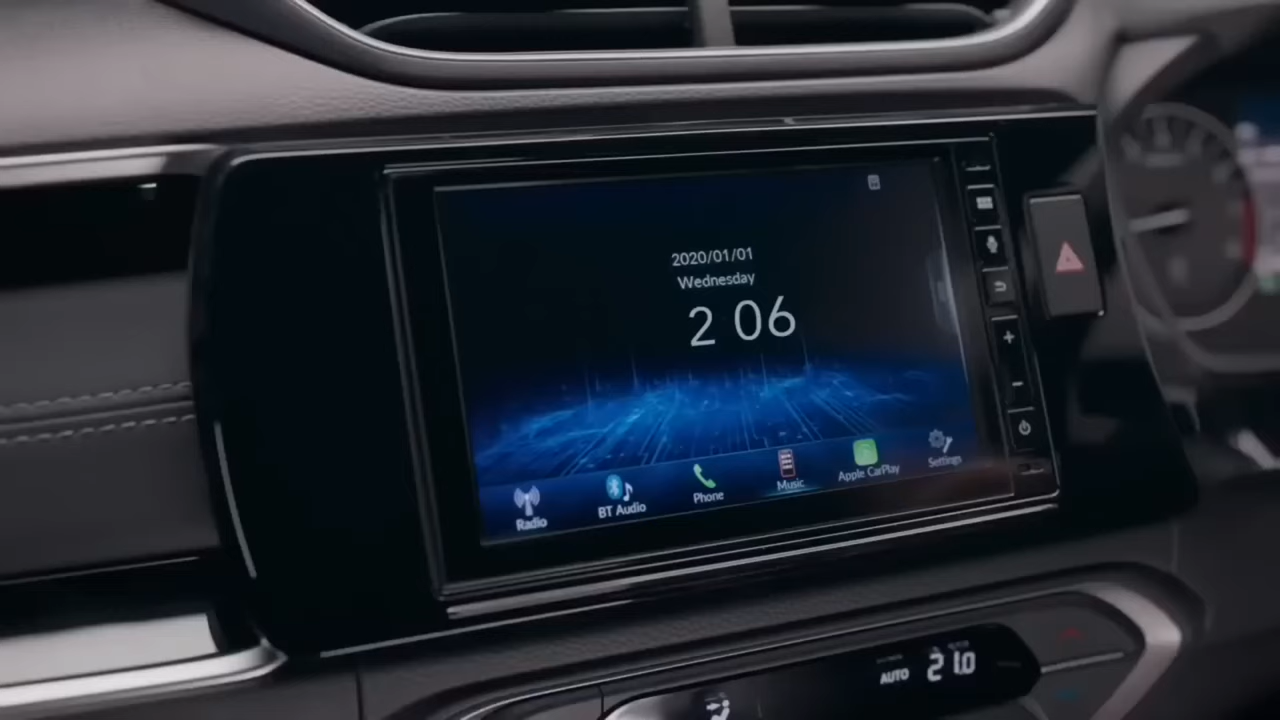 2020/01/01
Wednesday
2 06
Radio
BT Audio
Phone
Music
Apple CarPlay
Settings
AUTO
21.0